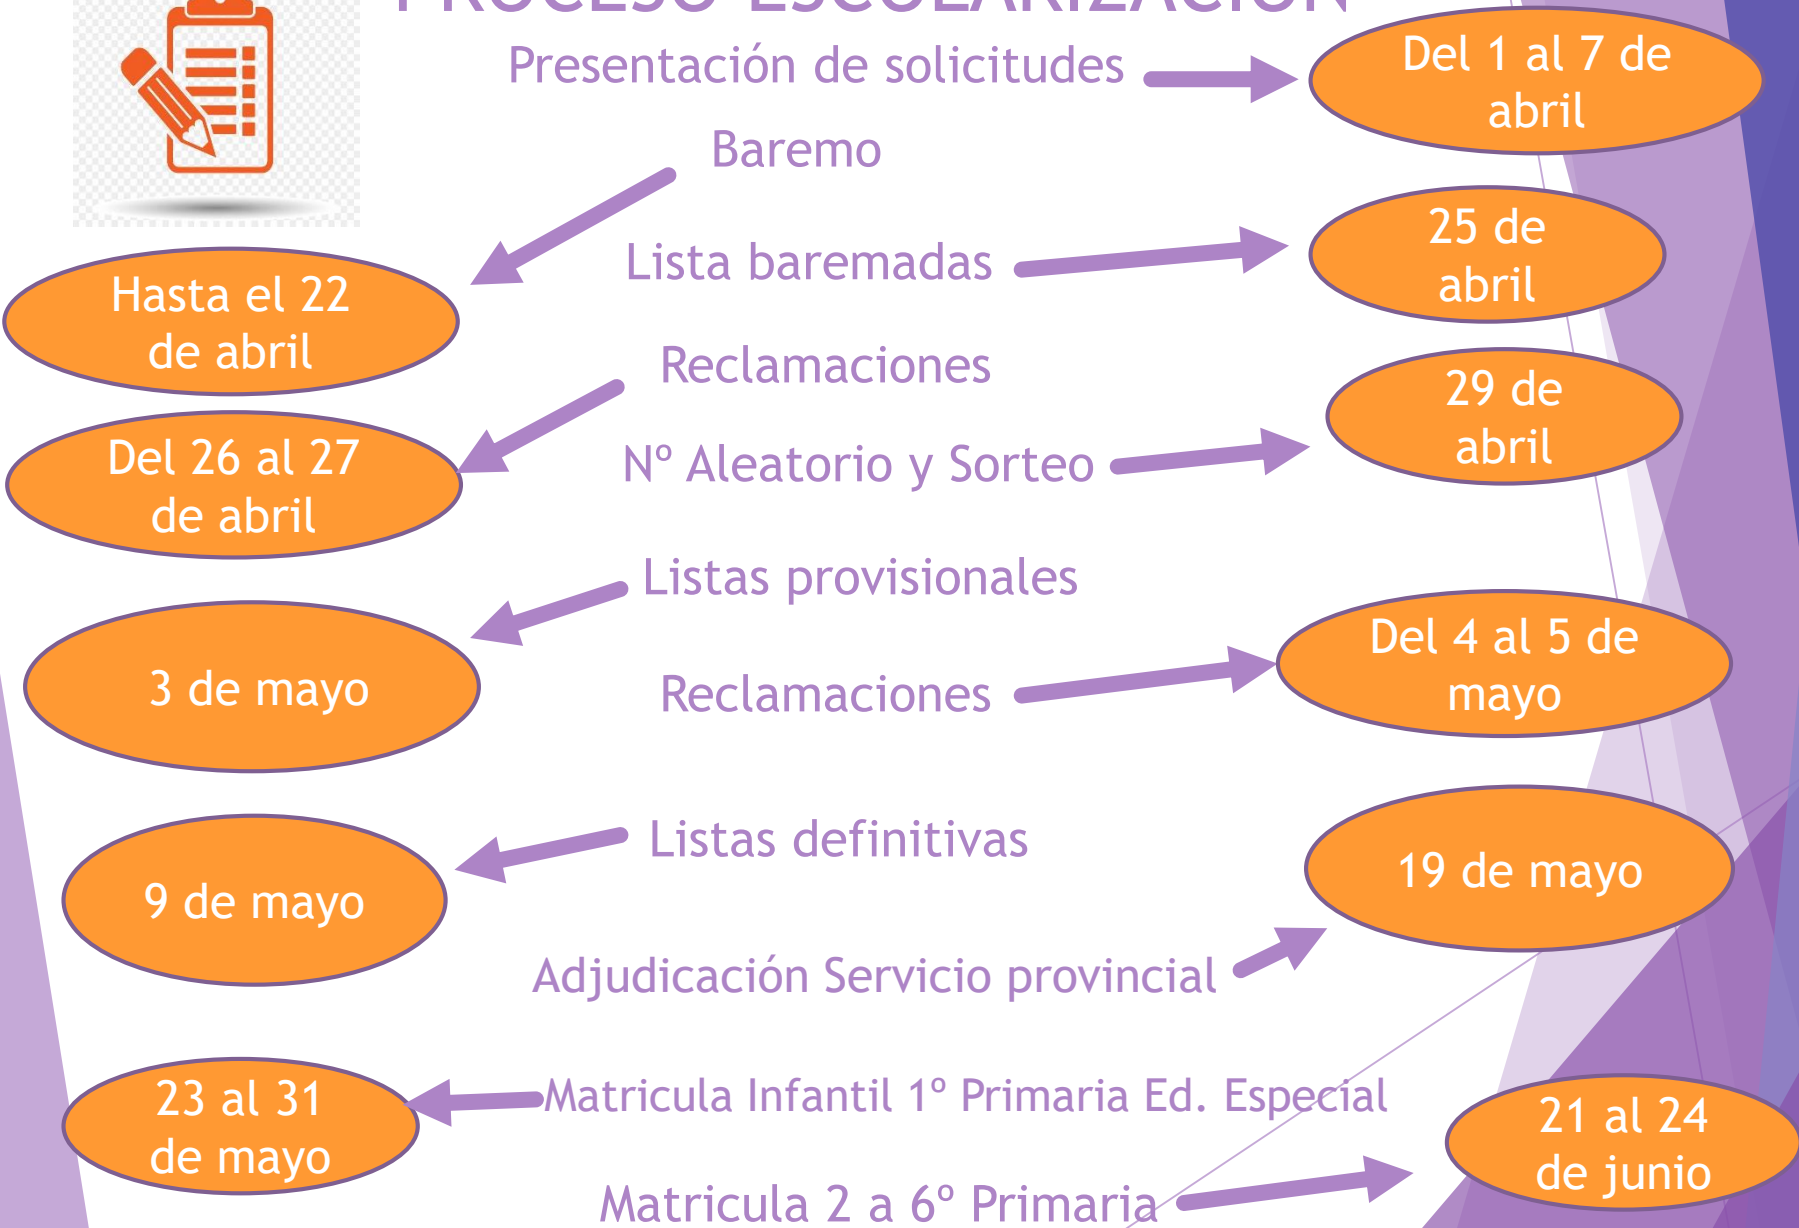 PROCESO ESCOLARIZACIÓN
Presentación de solicitudes
Del 1 al 7 de
abril
Baremo
Hasta el 22
de abril
Lista baremadas
25 de
abril
Reclamaciones
Del 26 al 27
de abril
Nº Aleatorio y Sorteo
29 de
abril
Listas provisionales
3 de mayo
Reclamaciones
Del 4 al 5 de
mayo
Listas definitivas
9 de mayo
Adjudicación Servicio provincial
19 de mayo
Matricula Infantil 1º Primaria Ed. Especial
23 al 31
de mayo
Matricula 2 a 6º Primaria
21 al 24
de junio